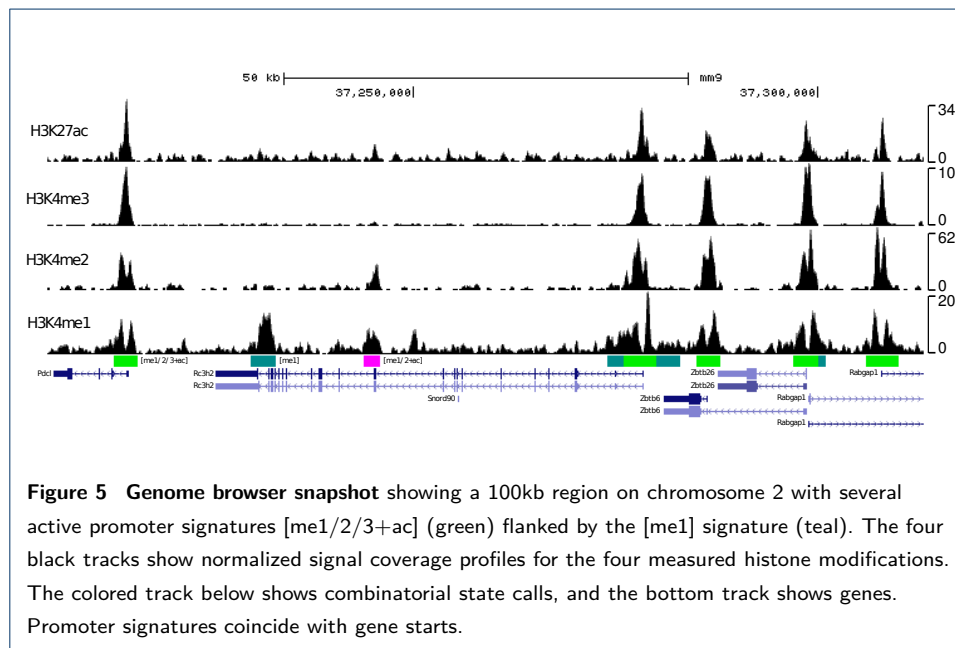 50 kb mm9
37,250,000 37,300,000
H3K27ac 34
0
H3K4me3 10
0
H3K4me2 62
0
H3K4me1 20
0
[me1/2/3+ac] [me1] [me1/2+ac]
Pdcl Rc3h2 Zbtb26 Rabgap1
Rc3h2 Zbtb26
Snord90 Zbtb6 Rabgap1
Zbtb6
Rabgap1
Figure 5 Genome browser snapshot showing a 100kb region on chromosome 2 with several
active promoter signatures [me1/2/3+ac] (green) flanked by the [me1] signature (teal). The four
black tracks show normalized signal coverage profiles for the four measured histone modifications.
The colored track below shows combinatorial state calls, and the bottom track shows genes.
Promoter signatures coincide with gene starts.